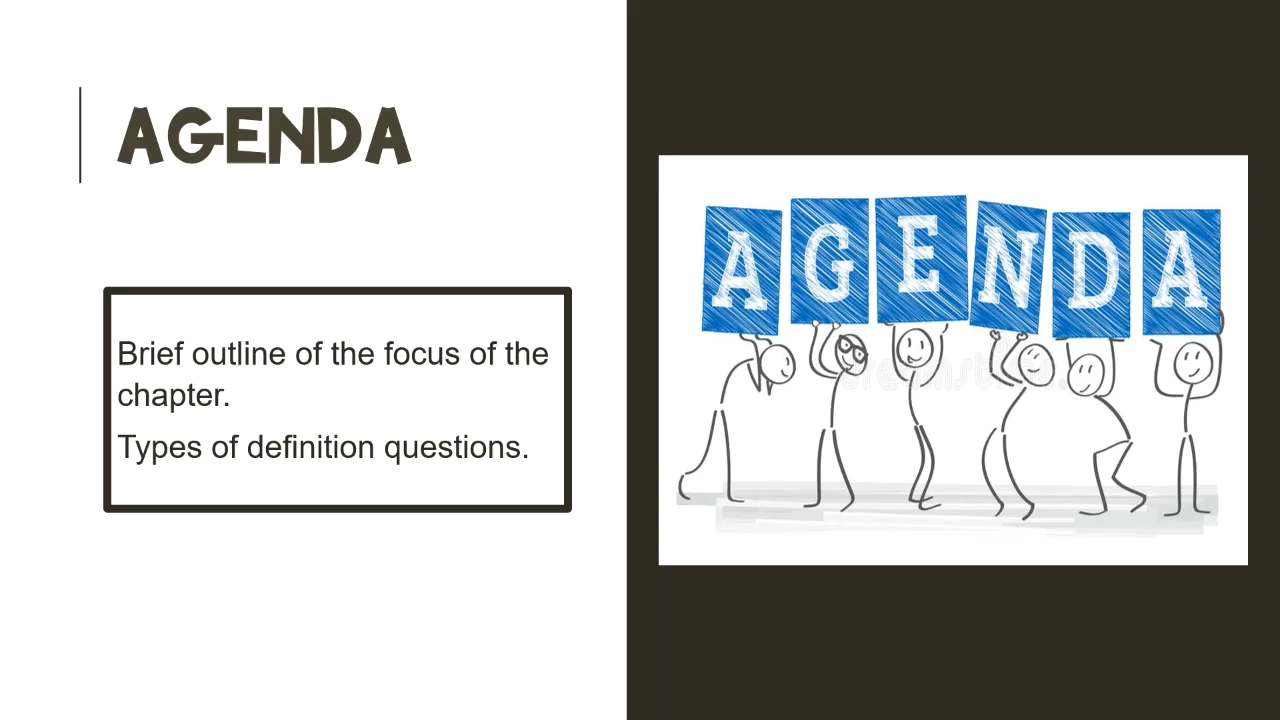 AGENDA
Brief outline of the focus of the
chapter.
Types of definition questions.
AGENDA